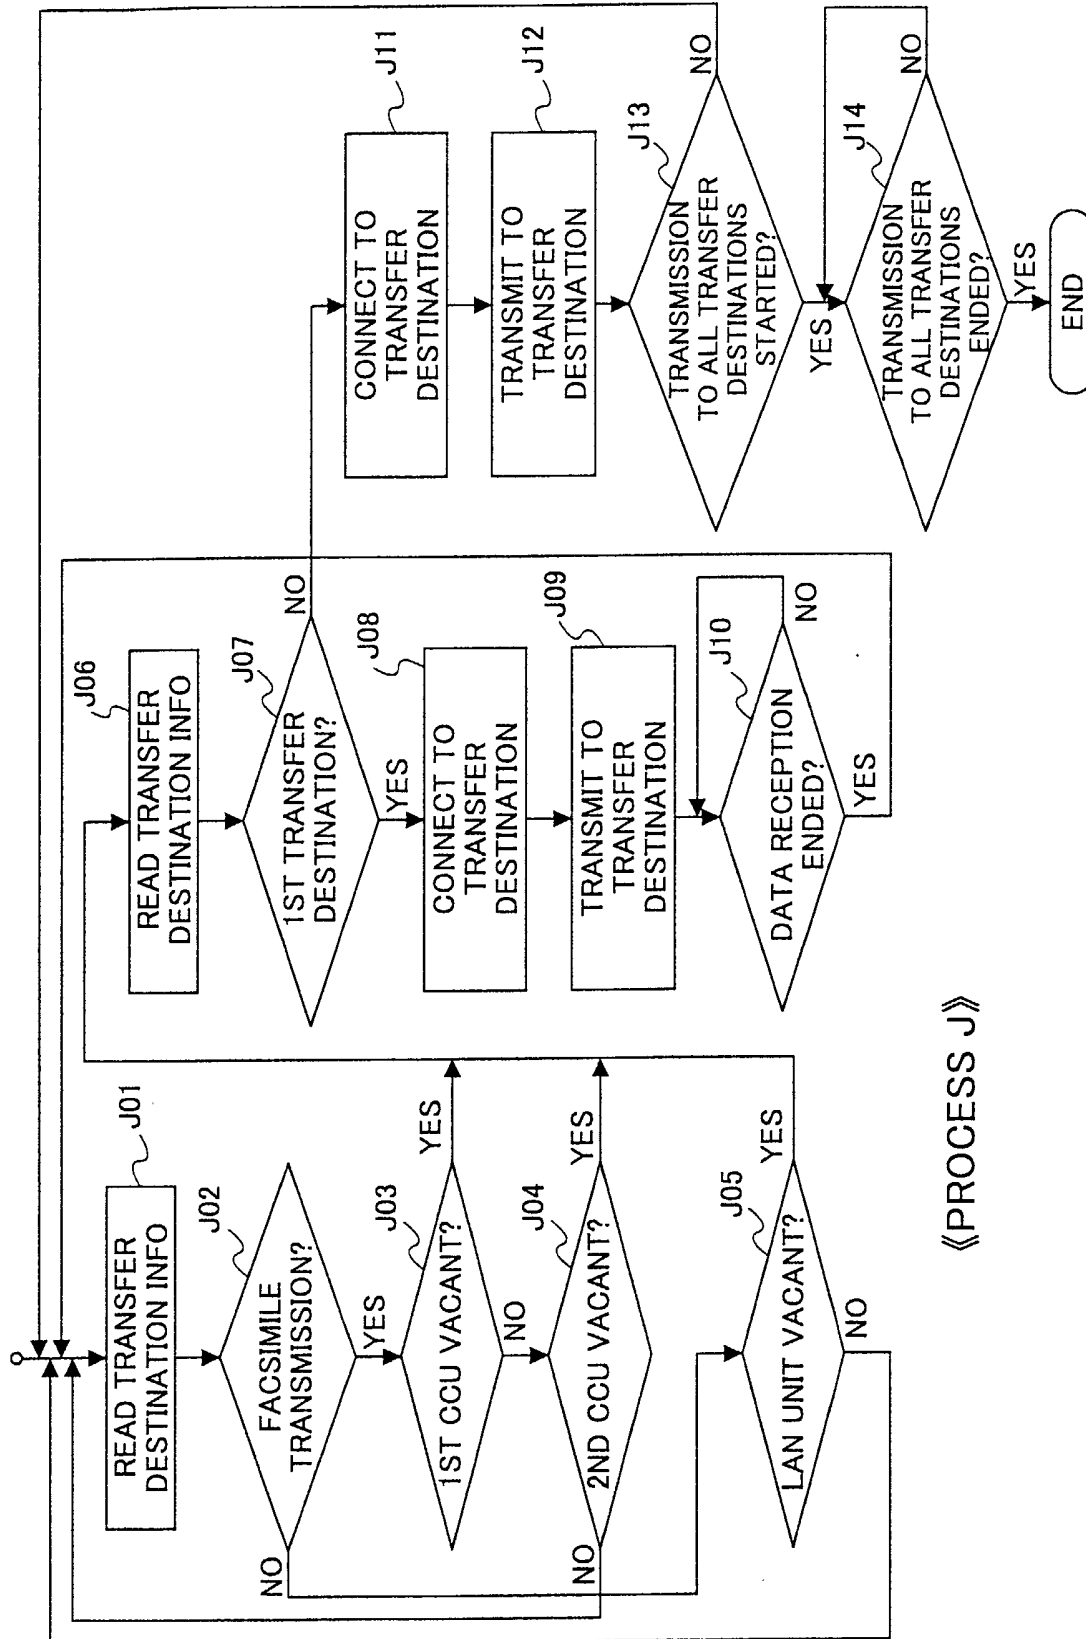 J01
READ TRANSFER
DESTINATION INFO
J02
FACSIMILE
TRANSMISSION?
NO
YES
J03
1ST CCU VACANT?
YES
NO
J04
2ND CCU VACANT?
YES
NO
J05
LAN UNIT VACANT?
YES
NO
J06
READ TRANSFER
DESTINATION INFO
J07
1ST TRANSFER
DESTINATION?
NO
YES
J08
CONNECT TO
TRANSFER
DESTINATION
J09
TRANSMIT TO
TRANSFER
DESTINATION
J10
DATA RECEPTION
ENDED?
NO
YES
J11
CONNECT TO
TRANSFER
DESTINATION
J12
TRANSMIT TO
TRANSFER
DESTINATION
J13
TRANSMISSION
TO ALL TRANSFER
DESTINATIONS
STARTED?
NO
YES
J14
TRANSMISSION
TO ALL TRANSFER
DESTINATIONS
ENDED?
NO
YES
END
《PROCESS J》